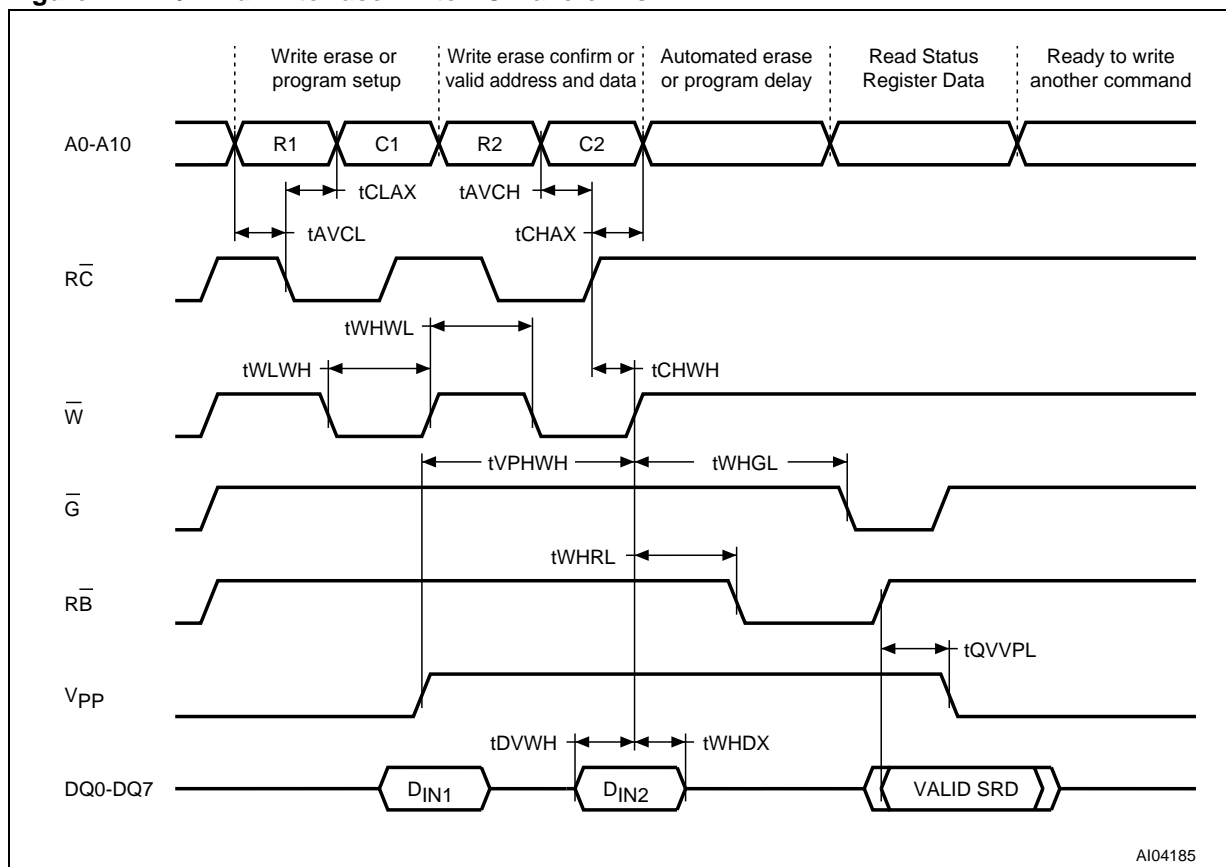 Write erase or program setup
Write erase confirm or valid address and data
Automated erase or program delay
Read Status Register Data
Ready to write another command
A0-A10
R1
C1
R2
C2
tCLAX
tAVCH
tAVCL
tCHAX
RC̅
tWHWL
tWLWH
tCHWH
W̅
tVPHWH
tWHGL
G̅
tWHRL
RB̅
tQVVPL
VPP
tDVWH
tWHDX
DQ0-DQ7
DIN1
DIN2
VALID SRD
AI04185